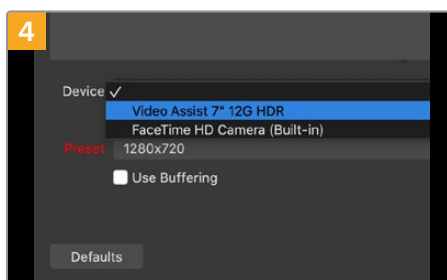 4
Device ✓
Video Assist 7" 12G HDR
FaceTime HD Camera (Built-in)
Preset 1280x720
Use Buffering
Defaults